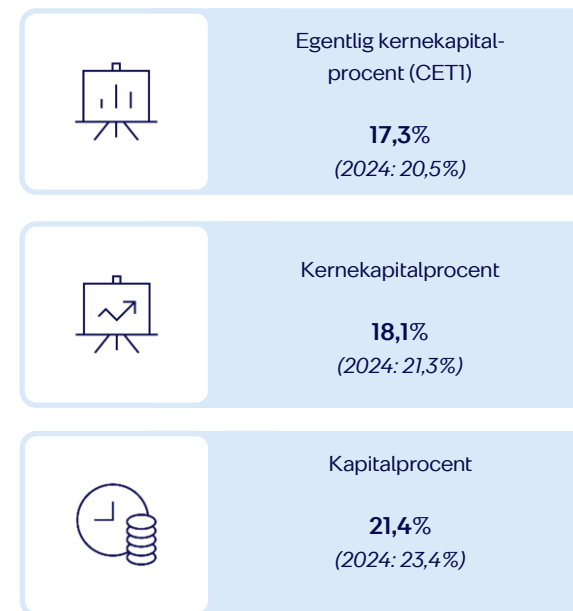 Egentlig kernekapital-
procent (CET1)
17,3%
(2024: 20,5%)
Kernekapitalprocent
18,1%
(2024: 21,3%)
Kapitalprocent
21,4%
(2024: 23,4%)